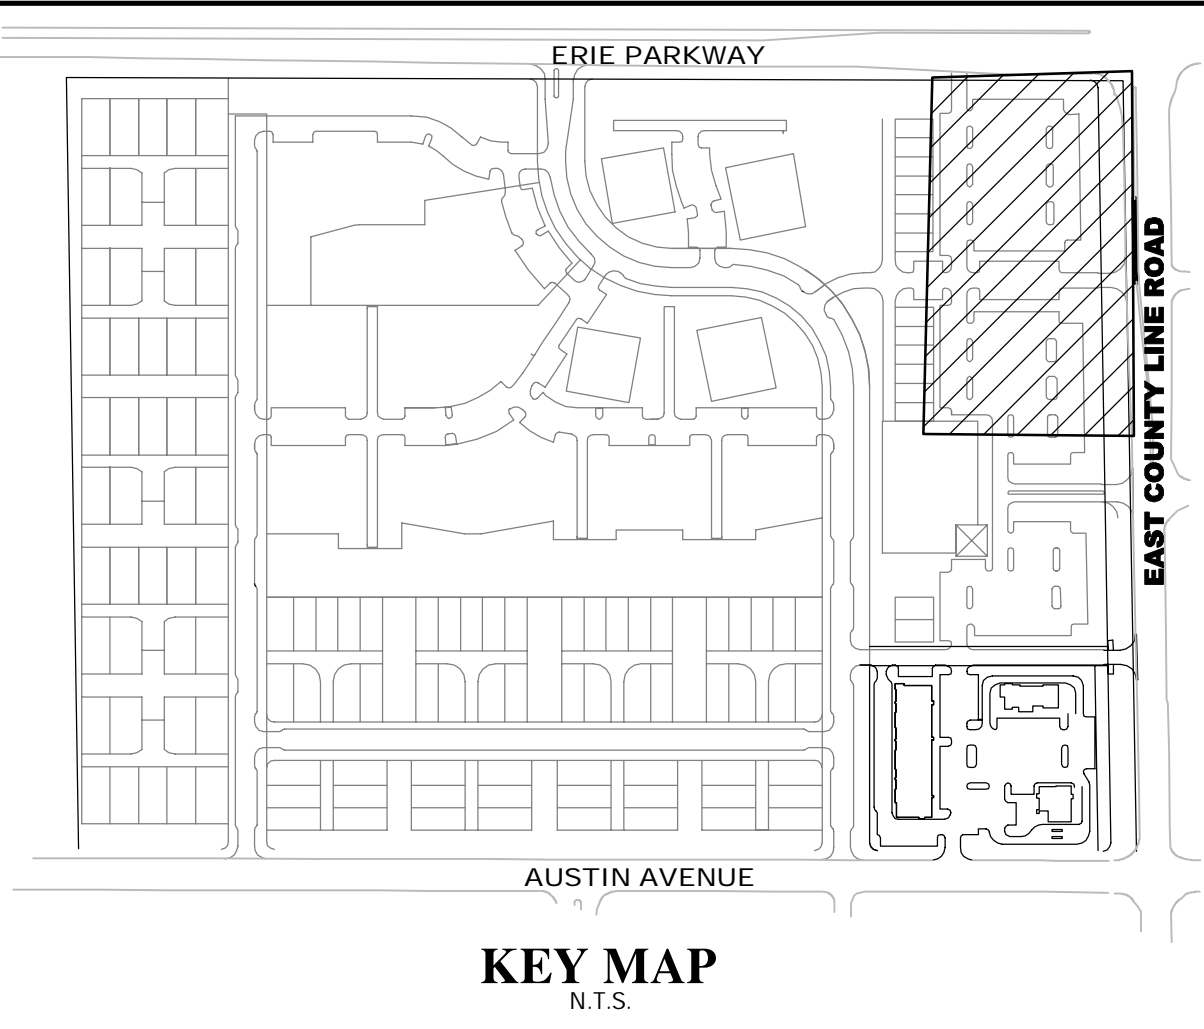 ERIE PARKWAY
EAST COUNTY LINE ROAD
AUSTIN AVENUE
KEY MAP
N.T.S.